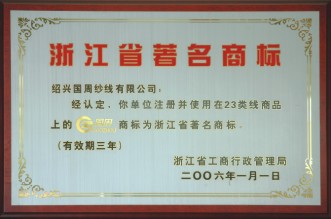 浙江省著名商标
绍兴国周纱线有限公司:
经认定,你单位注册并使用在23类线商品
上的 商标为浙江省著名商标。
(有效期三年)
浙江省工商行政管理局
二〇〇六年一月一日